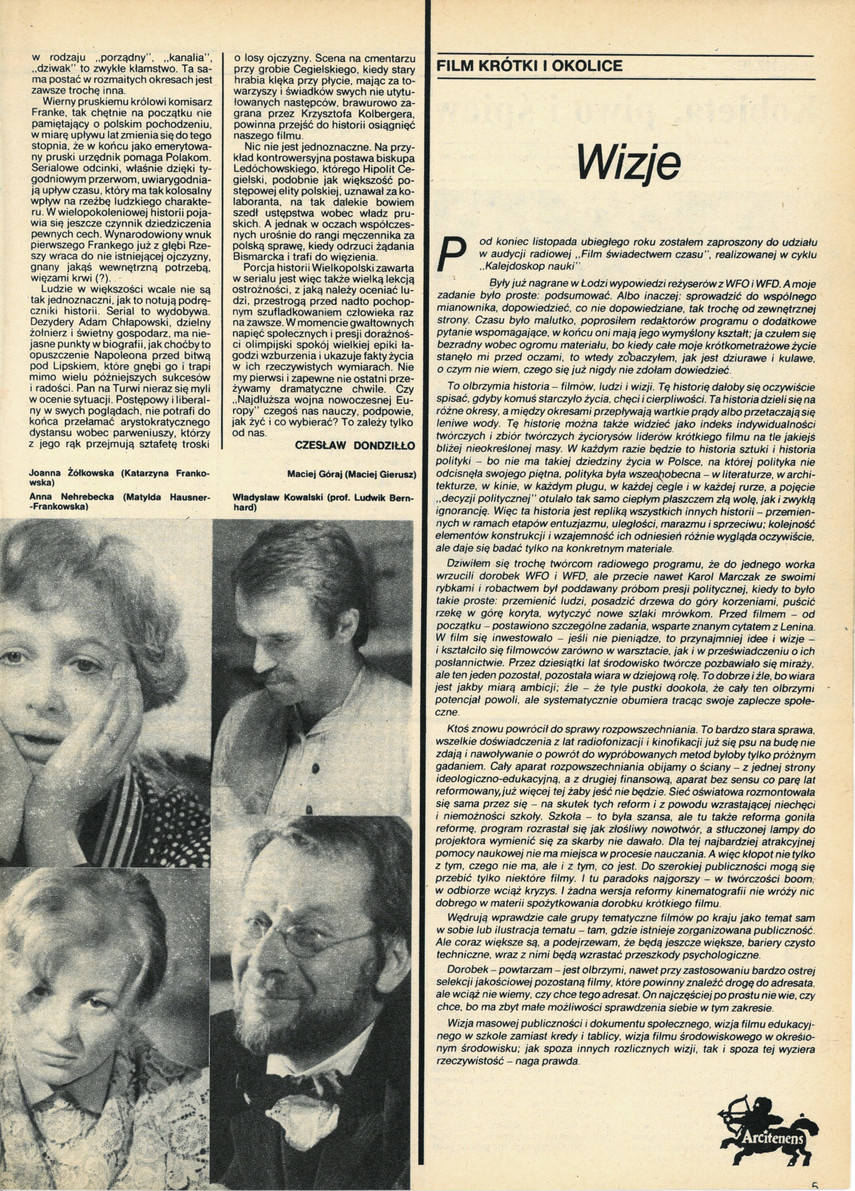 w rodzaju „porządny”, „kanalia”,
„dziwak” to zwykłe kłamstwo. Ta sa-
ma postać w rozmaitych okresach jest
zawsze trochę inna.
Wierny pruskiemu królowi komisarz
Franke, tak chętnie na początku nie
pamiętający o polskim pochodzeniu,
w miarę upływu lat zmienia się do tego
stopnia, że w końcu jako emerytowa-
ny pruski urzędnik pomaga Polakom.
Serialowe odcinki, właśnie dzięki ty-
godniowym przerwom, uwiarygodnia-
ją upływ czasu, który ma tak kolosalny
wpływ na rzeźbę ludzkiego charakte-
ru. W wielopokoleniowej historii poja-
wia się jeszcze czynnik dziedziczenia
pewnych cech. Wynarodowiony wnuk
pierwszego Frankego już z głębi Rze-
szy wraca do nie istniejącej ojczyzny,
gnany jakąś wewnętrzną potrzebą,
więzami krwi (?).
Ludzie w większości wcale nie są
tak jednoznaczni, jak to notują podrę-
czniki historii. Serial to wydobywa.
Dezydery Adam Chłapowski, dzielny
żołnierz i świetny gospodarz, ma nie-
jasne punkty w biografii, jak choćby to
opuszczenie Napoleona przed bitwą
pod Lipskiem, które gnębi go i trapi
mimo wielu późniejszych sukcesów
i radości. Pan na Turwi nieraz się myli
w ocenie sytuacji. Postępowy i liberal-
ny w swych poglądach, nie potrafi do
końca przełamać arystokratycznego
dystansu wobec parweniuszy, którzy
z jego rąk przejmują sztafetę troski
o losy ojczyzny. Scena na cmentarzu
przy grobie Cegielskiego, kiedy stary
hrabia klęka przy płycie, mając za to-
warzyszy i świadków swych nie utytu-
łowanych następców, brawurowo za-
grana przez Krzysztofa Kolbergera,
powinna przejść do historii osiągnięć
naszego filmu.
Nic nie jest jednoznaczne. Na przy-
kład kontrowersyjna postawa biskupa
Ledóchowskiego, którego Hipolit Ce-
gielski, podobnie jak większość po-
stępowej elity polskiej, uznawał za ko-
laboranta, na tak dalekie bowiem
szedł ustępstwa wobec władz pru-
skich. A jednak w oczach współczes-
nych urośnie do rangi męczennika za
polską sprawę, kiedy odrzuci żądania
Bismarcka i trafi do więzienia.
Porcja historii Wielkopolski zawarta
w serialu jest więc także wielką lekcją
ostrożności, z jaką należy oceniać lu-
dzi, przestrogą przed nadto pochop-
nym szufladkowaniem człowieka raz
na zawsze. W momencie gwałtownych
napięć społecznych i presji doraźnoś-
ci olimpijski spokój wielkiej epiki ła-
godzi wzburzenia i ukazuje fakty życia
w ich rzeczywistych wymiarach. Nie
my pierwsi i zapewne nie ostatni prze-
żywamy dramatyczne chwile. Czy
„Najdłuższa wojna nowoczesnej Eu-
ropy” czegoś nas nauczy, podpowie,
jak żyć i co wybierać? To zależy tylko
od nas.
CZESŁAW DONDZIŁŁO
Joanna Żółkowska (Katarzyna Franko-
wska)
Anna Nehrebecka (Matylda Hausner-
-Frankowska)
Maciej Góraj (Maciej Gierusz)
Władysław Kowalski (prof. Ludwik Bern-
hard)
FILM KRÓTKI I OKOLICE
Wizje
Pod koniec listopada ubiegłego roku zostałem zaproszony do udziału
w audycji radiowej „Film świadectwem czasu”, realizowanej w cyklu
„Kalejdoskop nauki”.
Były już nagrane w Łodzi wypowiedzi reżyserów z WFO i WFD. A moje
zadanie było proste: podsumować. Albo inaczej: sprowadzić do wspólnego
mianownika, dopowiedzieć, co nie dopowiedziane, tak trochę od zewnętrznej
strony. Czasu było malutko, poprosiłem redaktorów programu o dodatkowe
pytanie wspomagające, w końcu oni mają jego wymyślony kształt; ja czułem się
bezradny wobec ogromu materiału, bo kiedy całe moje krótkometrażowe życie
stanęło mi przed oczami, to wtedy zobaczyłem, jak jest dziurawe i kulawe,
o czym nie wiem, czego się już nigdy nie zdołam dowiedzieć.
To olbrzymia historia – filmów, ludzi i wizji. Tę historię dałoby się oczywiście
spisać, gdyby komuś starczyło życia, chęci i cierpliwości. Ta historia dzieli się na
różne okresy, a między okresami przepływają wartkie prądy albo przetaczają się
leniwe wody. Tę historię można także widzieć jako indeks indywidualności
twórczych i zbiór twórczych życiorysów liderów krótkiego filmu na tle jakiejś
bliżej nieokreślonej masy. W każdym razie będzie to historia sztuki i historia
polityki – bo nie ma takiej dziedziny życia w Polsce, na której polityka nie
odcisnęła swojego piętna, polityka była wszechobecna – w literaturze, w archi-
tekturze, w kinie, w każdym pługu, w każdej cegle i w każdej rurze, a pojęcie
„decyzji politycznej” otulało tak samo ciepłym płaszczem złą wolę, jak i zwykłą
ignorancję. Więc ta historia jest repliką wszystkich innych historii – przemien-
nych w ramach etapów entuzjazmu, uległości, marazmu i sprzeciwu; kolejność
elementów konstrukcji i wzajemność ich odniesień różnie wygląda oczywiście,
ale daje się badać tylko na konkretnym materiale.
Dziwiłem się trochę twórcom radiowego programu, że do jednego worka
wrzucili dorobek WFO i WFD, ale przecie nawet Karol Marczak ze swoimi
rybkami i robactwem był poddawany próbom presji politycznej, kiedy to było
takie proste: przemienić ludzi, posadzić drzewa do góry korzeniami, puścić
rzekę w górę koryta, wytyczyć nowe szlaki mrówkom. Przed filmem – od
początku – postawiono szczególne zadania, wsparte znanym cytatem z Lenina.
W film się inwestowało – jeśli nie pieniądze, to przynajmniej idee i wizje –
i kształciło się filmowców zarówno w warsztacie, jak i w przeświadczeniu o ich
posłannictwie. Przez dziesiątki lat środowisko twórcze pozbawiało się miraży,
ale ten jeden pozostał, pozostała wiara w dziejową rolę. To dobrze i źle, bo wiara
jest jakby miarą ambicji; źle – że tyle pustki dookoła, że cały ten olbrzymi
potencjał powoli, ale systematycznie obumiera tracąc swoje zaplecze społe-
czne.
Ktoś znowu powrócił do sprawy rozpowszechniania. To bardzo stara sprawa,
wszelkie doświadczenia z lat radiofonizacji i kinofikacji już się psu na budę nie
zdają i nawoływanie o powrót do wypróbowanych metod byłoby tylko próżnym
gadaniem. Cały aparat rozpowszechniania obijamy o ściany – z jednej strony
ideologiczno-edukacyjną, a z drugiej finansową, aparat bez sensu co parę lat
reformowany, już więcej tej żaby jeść nie będzie. Sieć oświatowa rozmontowała
się sama przez się – na skutek tych reform i z powodu wzrastającej niechęci
i niemożności szkoły. Szkoła – to była szansa, ale tu także reforma goniła
reformę, program rozrastał się jak złośliwy nowotwór, a stłuczonej lampy do
projektora wymienić się za skarby nie dawało. Dla tej najbardziej atrakcyjnej
pomocy naukowej nie ma miejsca w procesie nauczania. A więc kłopot nie tylko
z tym, czego nie ma, ale i z tym, co jest. Do szerokiej publiczności mogą się
przebić tylko niektóre filmy. I tu paradoks najgorszy – w twórczości boom,
w odbiorze wciąż kryzys. I żadna wersja reformy kinematografii nie wróży nic
dobrego w materii spożytkowania dorobku krótkiego filmu.
Wędrują wprawdzie całe grupy tematyczne filmów po kraju jako temat sam
w sobie lub ilustracja tematu – tam, gdzie istnieje zorganizowana publiczność.
Ale coraz większe są, a podejrzewam, że będą jeszcze większe, bariery czysto
techniczne, wraz z nimi będą wzrastać przeszkody psychologiczne.
Dorobek – powtarzam – jest olbrzymi, nawet przy zastosowaniu bardzo ostrej
selekcji jakościowej pozostaną filmy, które powinny znaleźć drogę do adresata,
ale wciąż nie wiemy, czy chce tego adresat. On najczęściej po prostu nie wie, czy
chce, bo ma zbyt małe możliwości sprawdzenia siebie w tym zakresie.
Wizja masowej publiczności i dokumentu społecznego, wizja filmu edukacyj-
nego w szkole zamiast kredy i tablicy, wizja filmu środowiskowego w określo-
nym środowisku; jak spoza innych rozlicznych wizji, tak i spoza tej wyziera
rzeczywistość – naga prawda.
Arcitenens
5